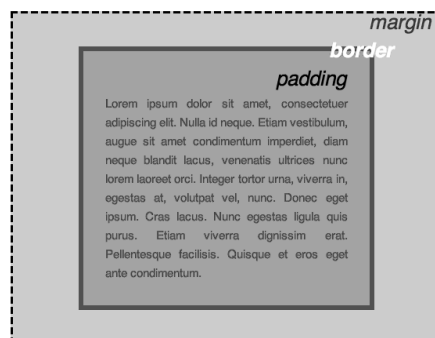 margin
border
padding
Lorem ipsum dolor sit amet, consectetuer
adipiscing elit. Nulla id neque. Etiam vestibulum,
augue sit amet condimentum imperdiet, diam
neque blandit lacus, venenatis ultrices nunc
lorem laoreet orci. Integer tortor urna, viverra in,
egestas at, volutpat vel, nunc. Donec eget
ipsum. Cras lacus. Nunc egestas ligula quis
purus. Etiam viverra dignissim erat.
Pellentesque facilisis. Quisque et eros eget
ante condimentum.